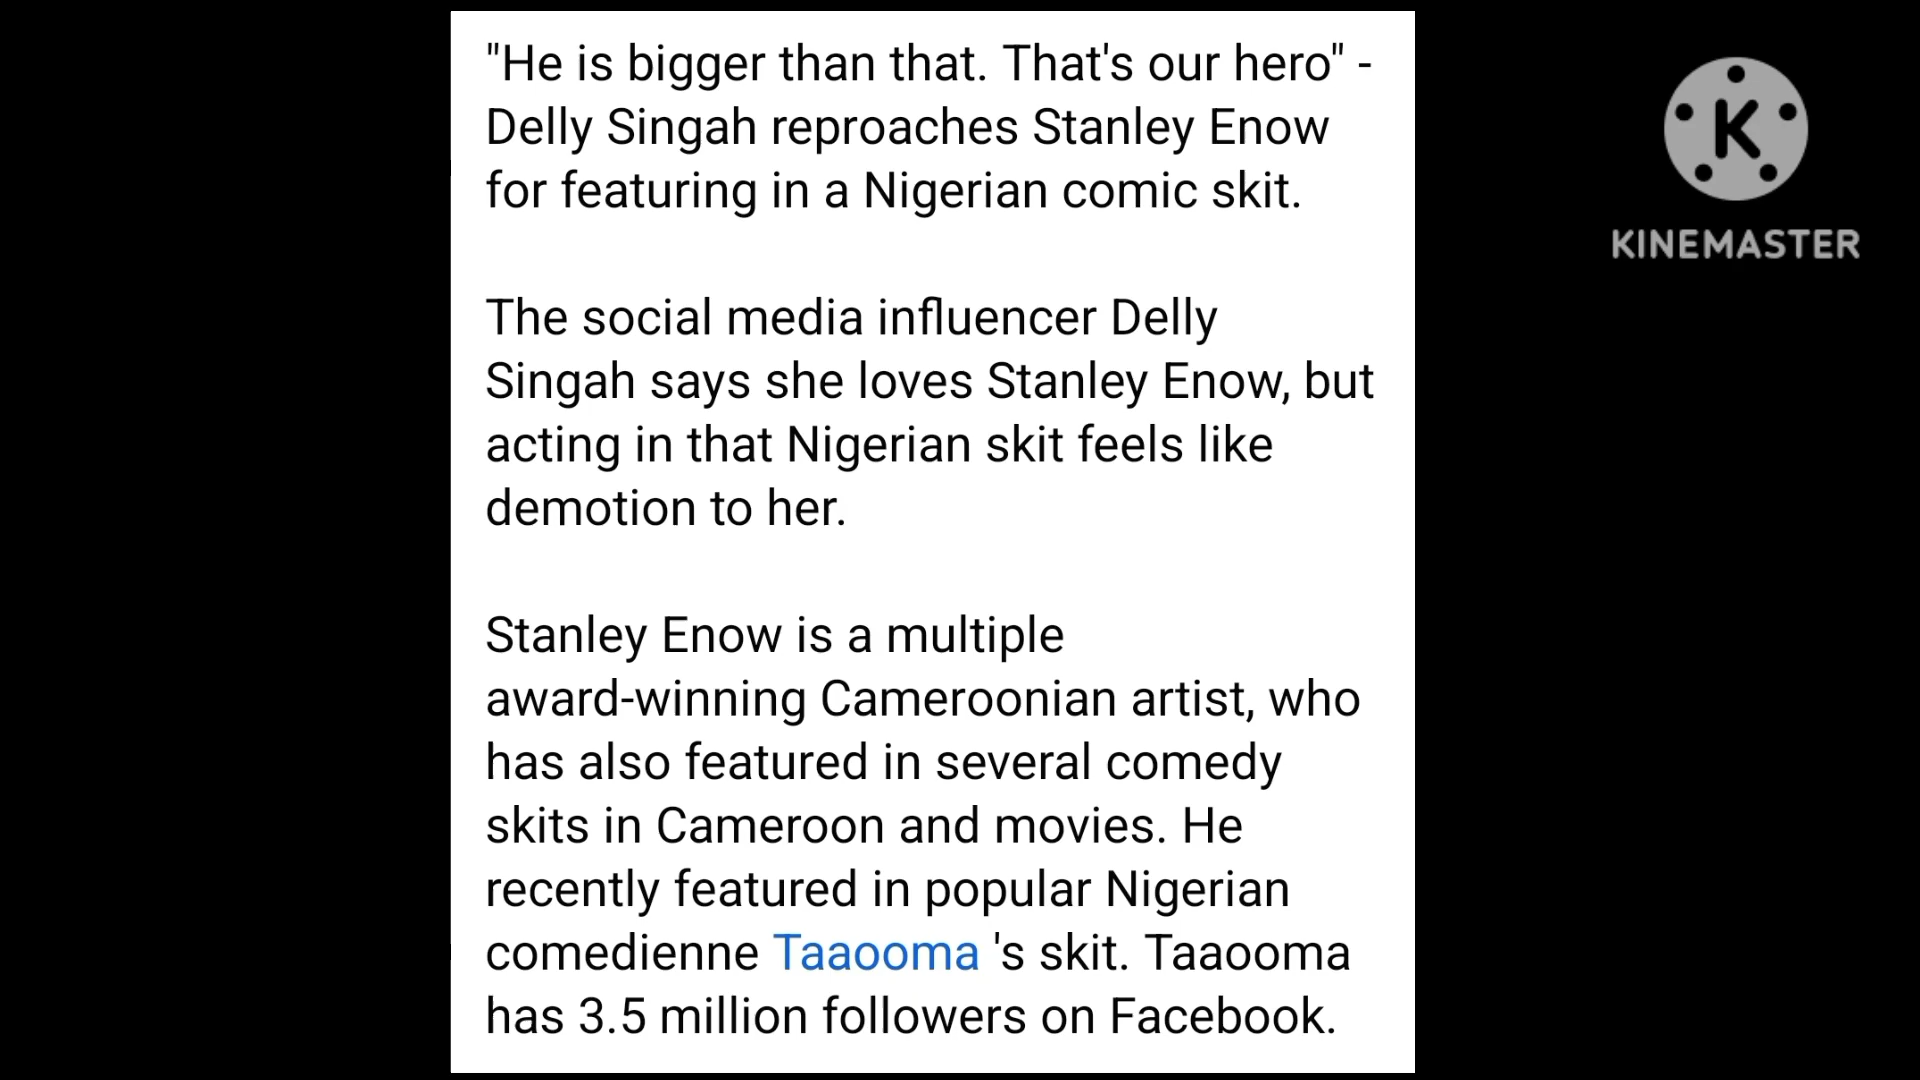 "He is bigger than that. That's our hero" -
Delly Singah reproaches Stanley Enow
for featuring in a Nigerian comic skit.
The social media influencer Delly
Singah says she loves Stanley Enow, but
acting in that Nigerian skit feels like
demotion to her.
Stanley Enow is a multiple
award-winning Cameroonian artist, who
has also featured in several comedy
skits in Cameroon and movies. He
recently featured in popular Nigerian
comedienne Taaooma 's skit. Taaooma
has 3.5 million followers on Facebook.
K
KINEMASTER